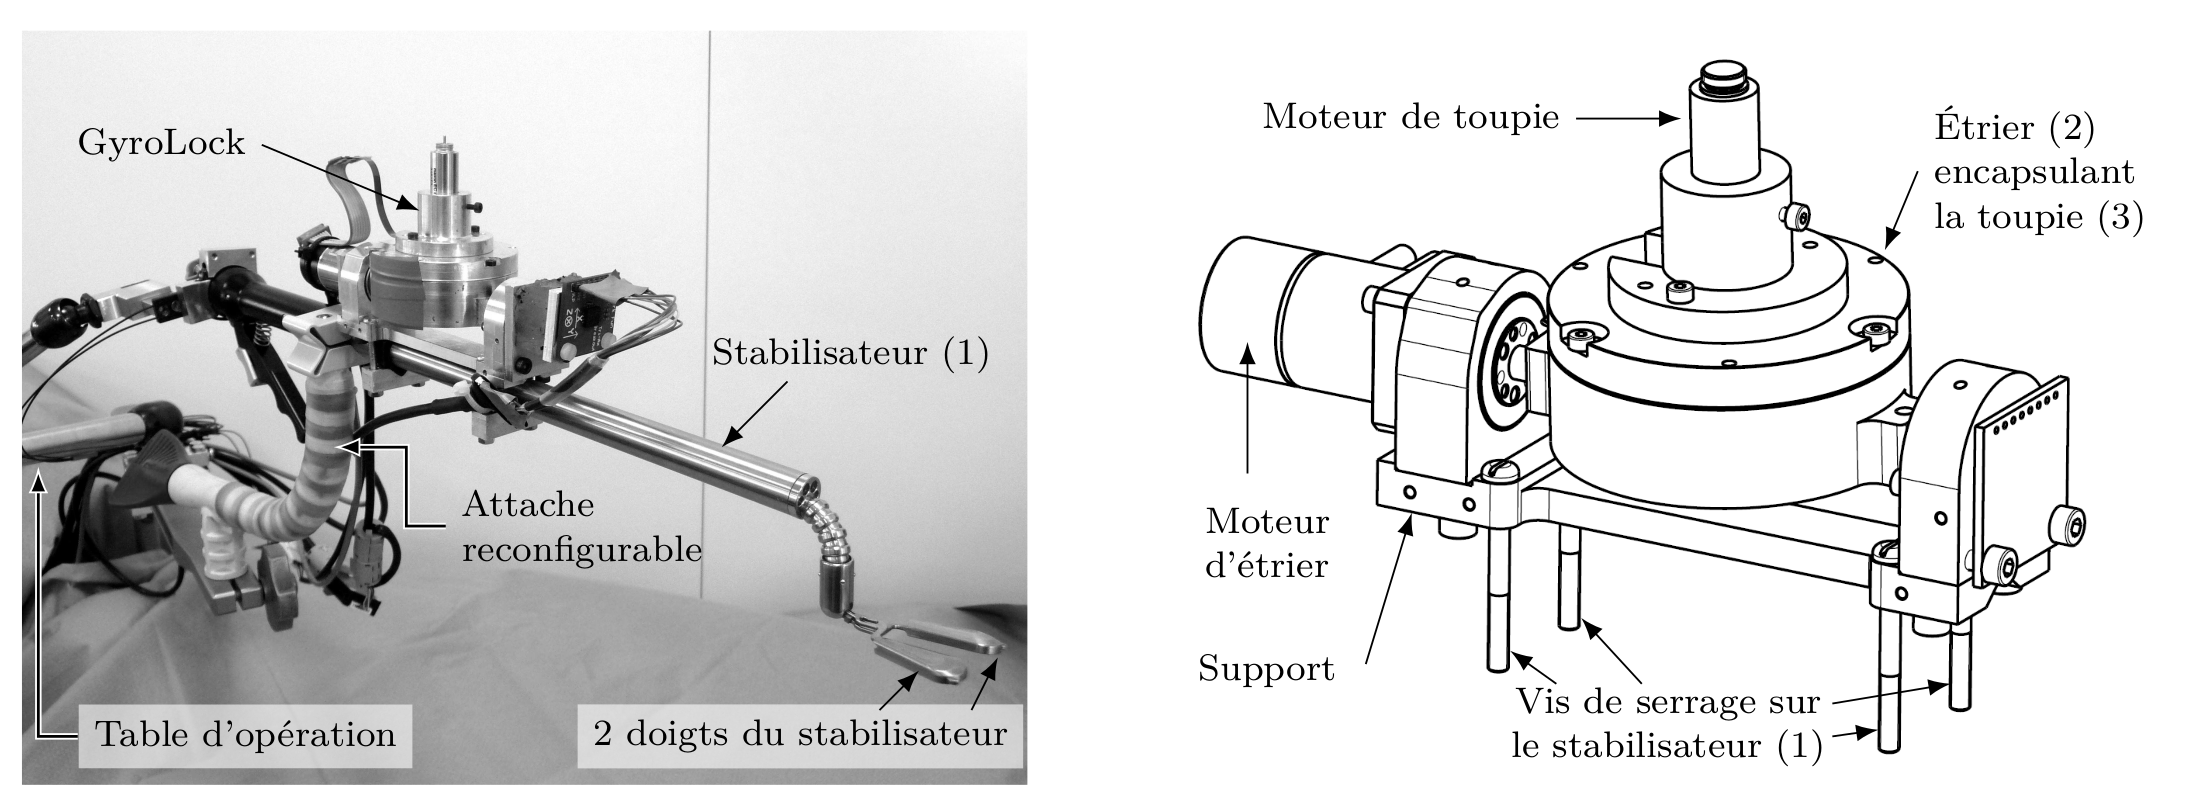 GyroLock
Stabilisateur (1)
Attache
reconfigurable
Table d'opération
2 doigts du stabilisateur
Moteur de toupie
Étrier (2)
encapsulant
la toupie (3)
Moteur
d'étrier
Support
Vis de serrage sur
le stabilisateur (1)